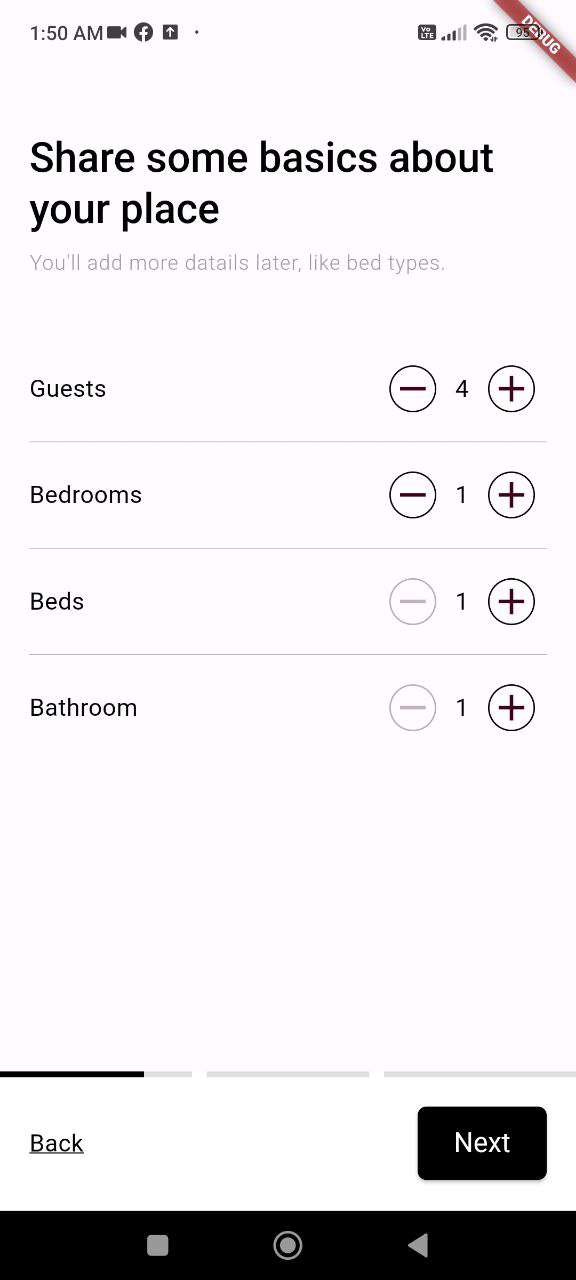 1:50 AM
Vo LTE
95
DEBUG
Share some basics about
your place
You'll add more datails later, like bed types.
Guests 4
Bedrooms 1
Beds 1
Bathroom 1
Back
Next